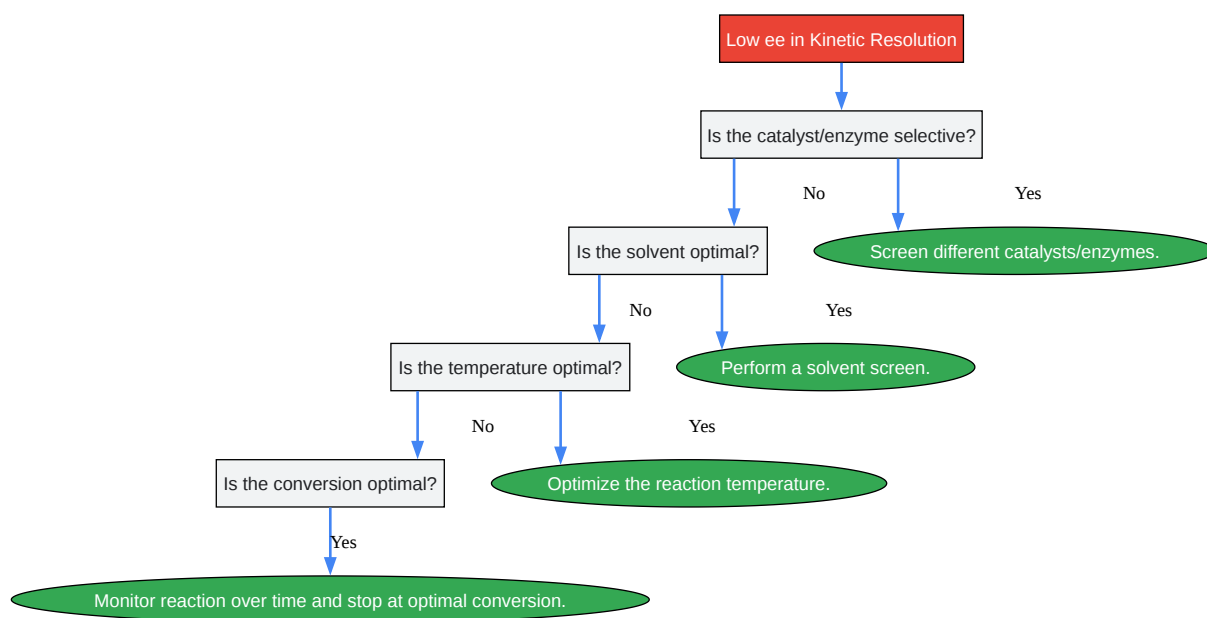 Low ee in Kinetic Resolution
Is the catalyst/enzyme selective?
No
Yes
Is the solvent optimal?
Screen different catalysts/enzymes.
No
Yes
Is the temperature optimal?
Perform a solvent screen.
No
Yes
Is the conversion optimal?
Optimize the reaction temperature.
Yes
Monitor reaction over time and stop at optimal conversion.